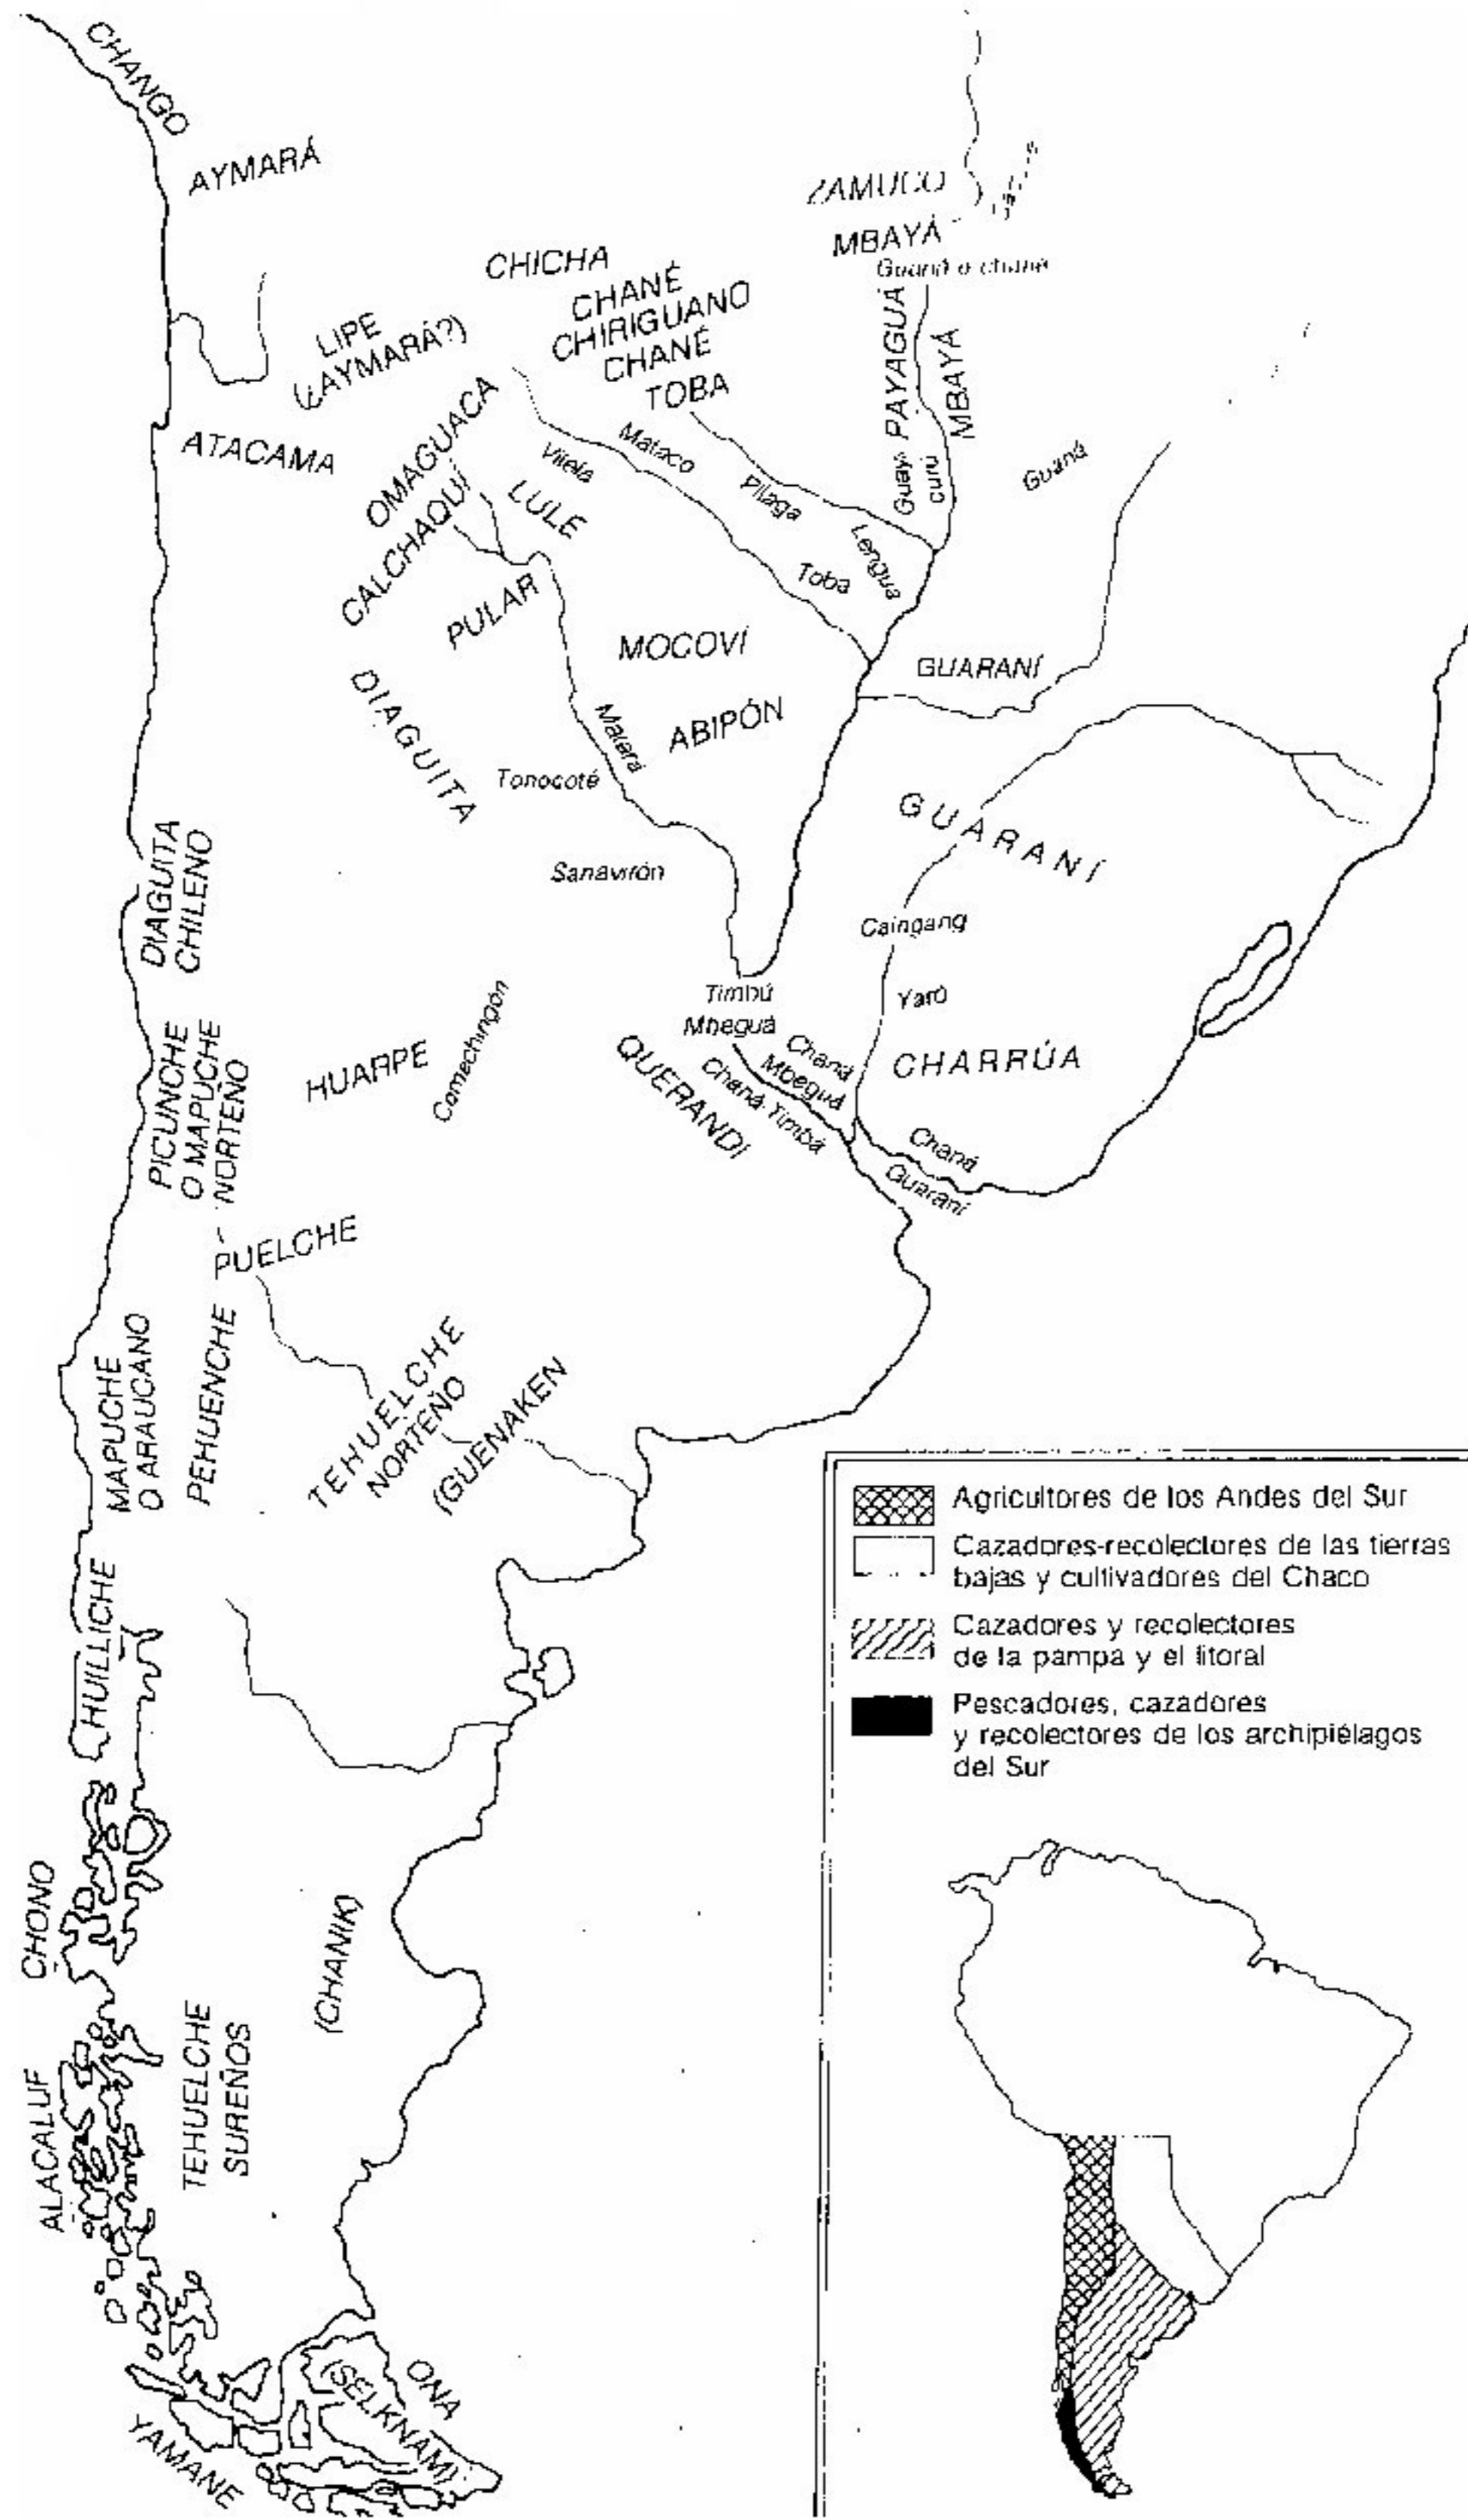 CHANGO
AYMARÁ
ZAMUCO
MBAYÁ
Guaná o chané
CHICHA
CHANÉ
CHIRIGUANO
CHANÉ
TOBA
LIPE
(¿AYMARÁ?)
PAYAGUÁ
MBAYÁ
Guay-
curú
Guaná
ATACAMA
OMAGUACA
CALCHAQUÍ
LULE
Vilela
Mataco
Pilaga
Lengua
Toba
PULAR
MOCOVÍ
GUARANÍ
DIAGUITA
Matará
ABIPÓN
Tonocoté
GUARANÍ
DIAGUITA
CHILENO
Sanavirón
Caingang
Timbú
Mbeguá
Yaró
PICUNCHE
O MAPUCHE
NORTEÑO
HUARPE
Comechingón
QUERANDÍ
Chaná
Mbeguá
Chaná-Timbú
CHARRÚA
Chaná
Guaraní
PUELCHE
MAPUCHE
O ARAUCANO
PEHUENCHE
TEHUELCHE
NORTEÑO
(GUENAKEN
HUILLICHE
CHONO
(CHANIK)
TEHUELCHE
SUREÑOS
ALACALUF
ONA
(SELKNAM)
YAMANE
Agricultores de los Andes del Sur
Cazadores-recolectores de las tierras
bajas y cultivadores del Chaco
Cazadores y recolectores
de la pampa y el litoral
Pescadores, cazadores
y recolectores de los archipiélagos
del Sur